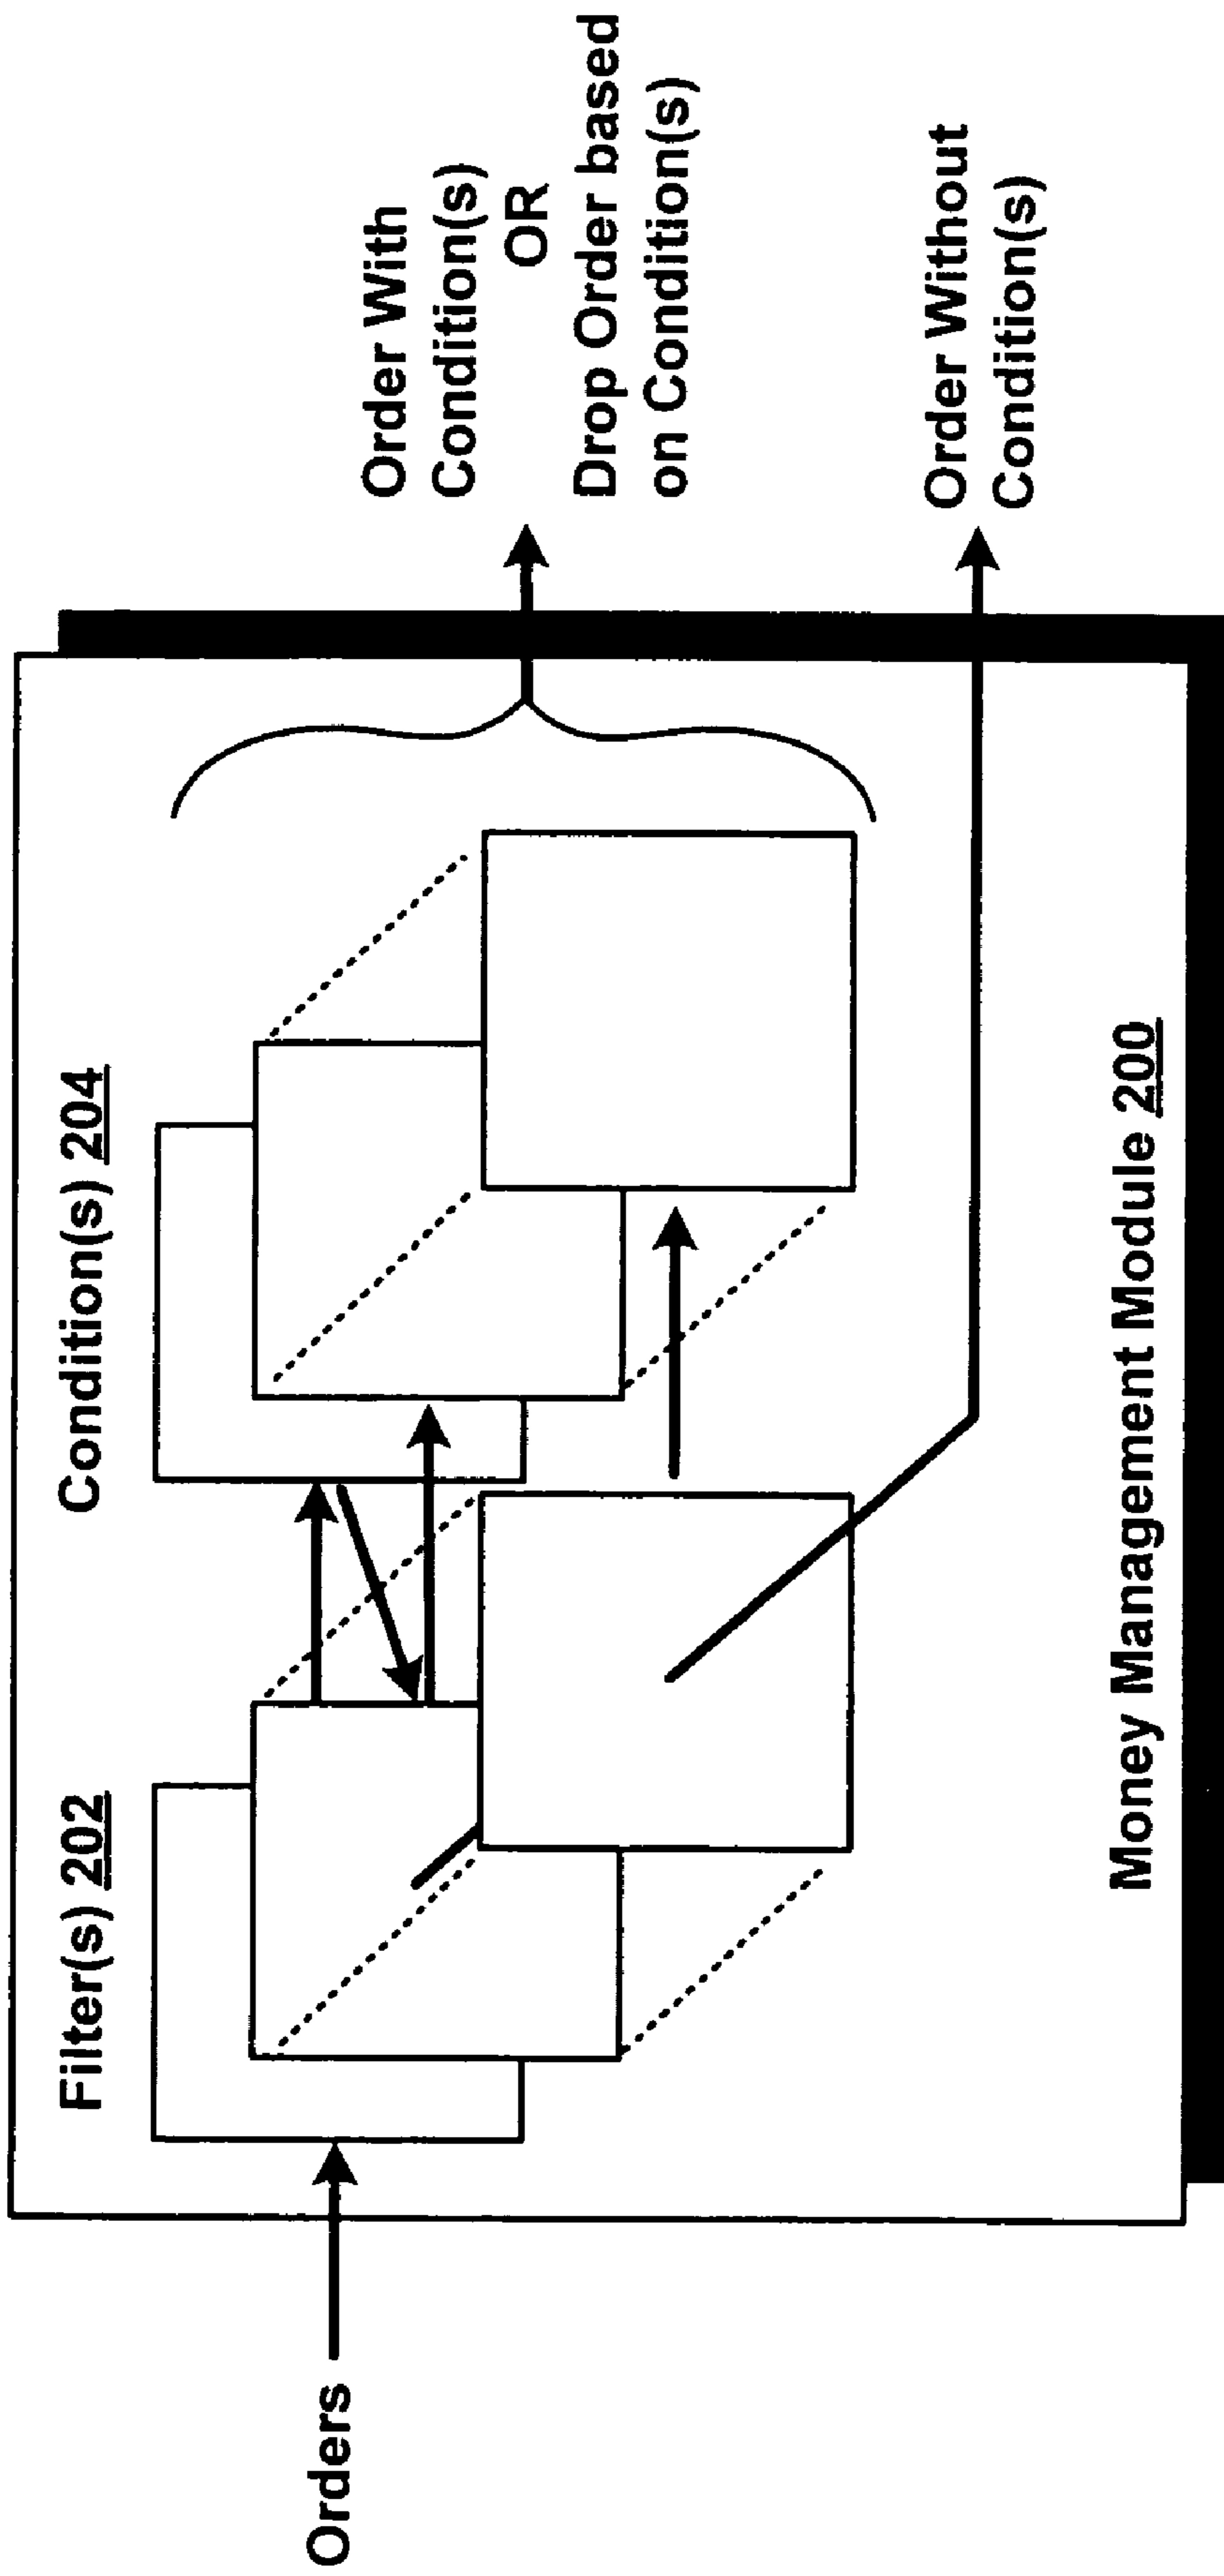 Orders
Filter(s) 202
Condition(s) 204
Money Management Module 200
Order With
Condition(s)
OR
Drop Order based
on Condition(s)
Order Without
Condition(s)